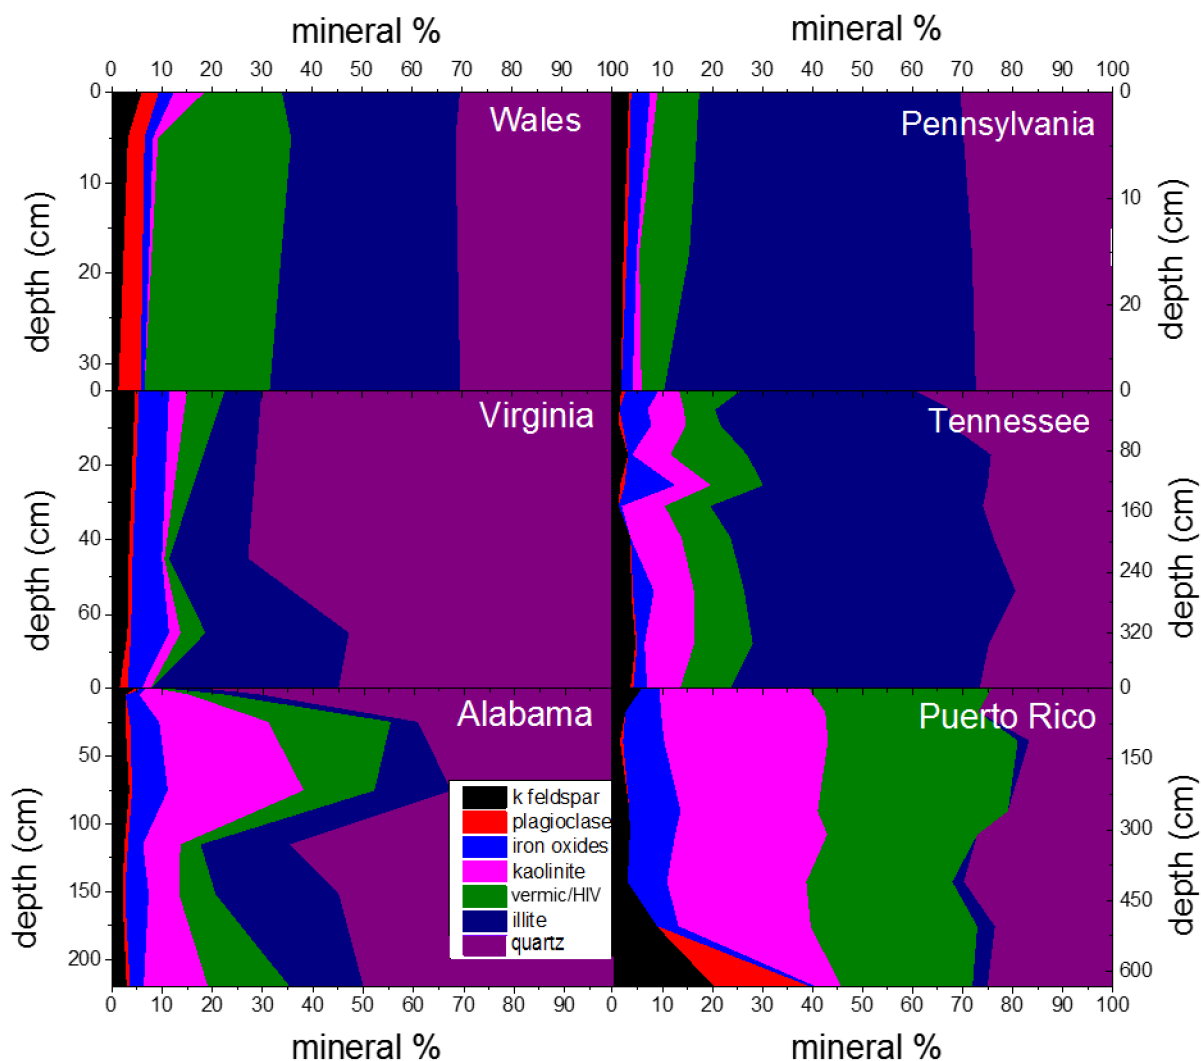 mineral %
mineral %
0 10 20 30 40 50 60 70 80 90 0 10 20 30 40 50 60 70 80 90 100
Wales
Pennsylvania
depth (cm)
0
10
20
30
depth (cm)
0
10
20
Virginia
Tennessee
depth (cm)
0
20
40
60
depth (cm)
0
80
160
240
320
Alabama
Puerto Rico
depth (cm)
0
50
100
150
200
depth (cm)
0
150
300
450
600
k feldspar
plagioclase
iron oxides
kaolinite
vermic/HIV
illite
quartz
0 10 20 30 40 50 60 70 80 90 0 10 20 30 40 50 60 70 80 90 100
mineral %
mineral %